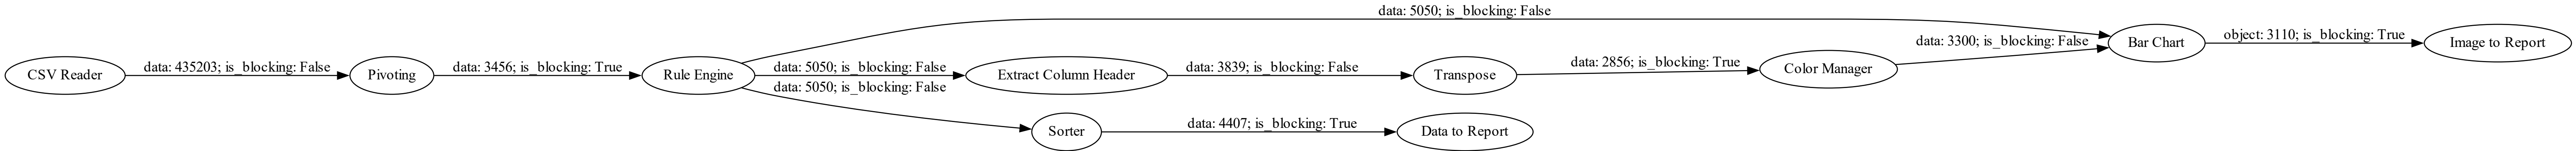 data: 5050; is_blocking: False
CSV Reader
data: 435203; is_blocking: False
Pivoting
data: 3456; is_blocking: True
Rule Engine
data: 5050; is_blocking: False
Extract Column Header
data: 3839; is_blocking: False
Transpose
data: 2856; is_blocking: True
Color Manager
data: 3300; is_blocking: False
Bar Chart
object: 3110; is_blocking: True
Image to Report
data: 5050; is_blocking: False
Sorter
data: 4407; is_blocking: True
Data to Report